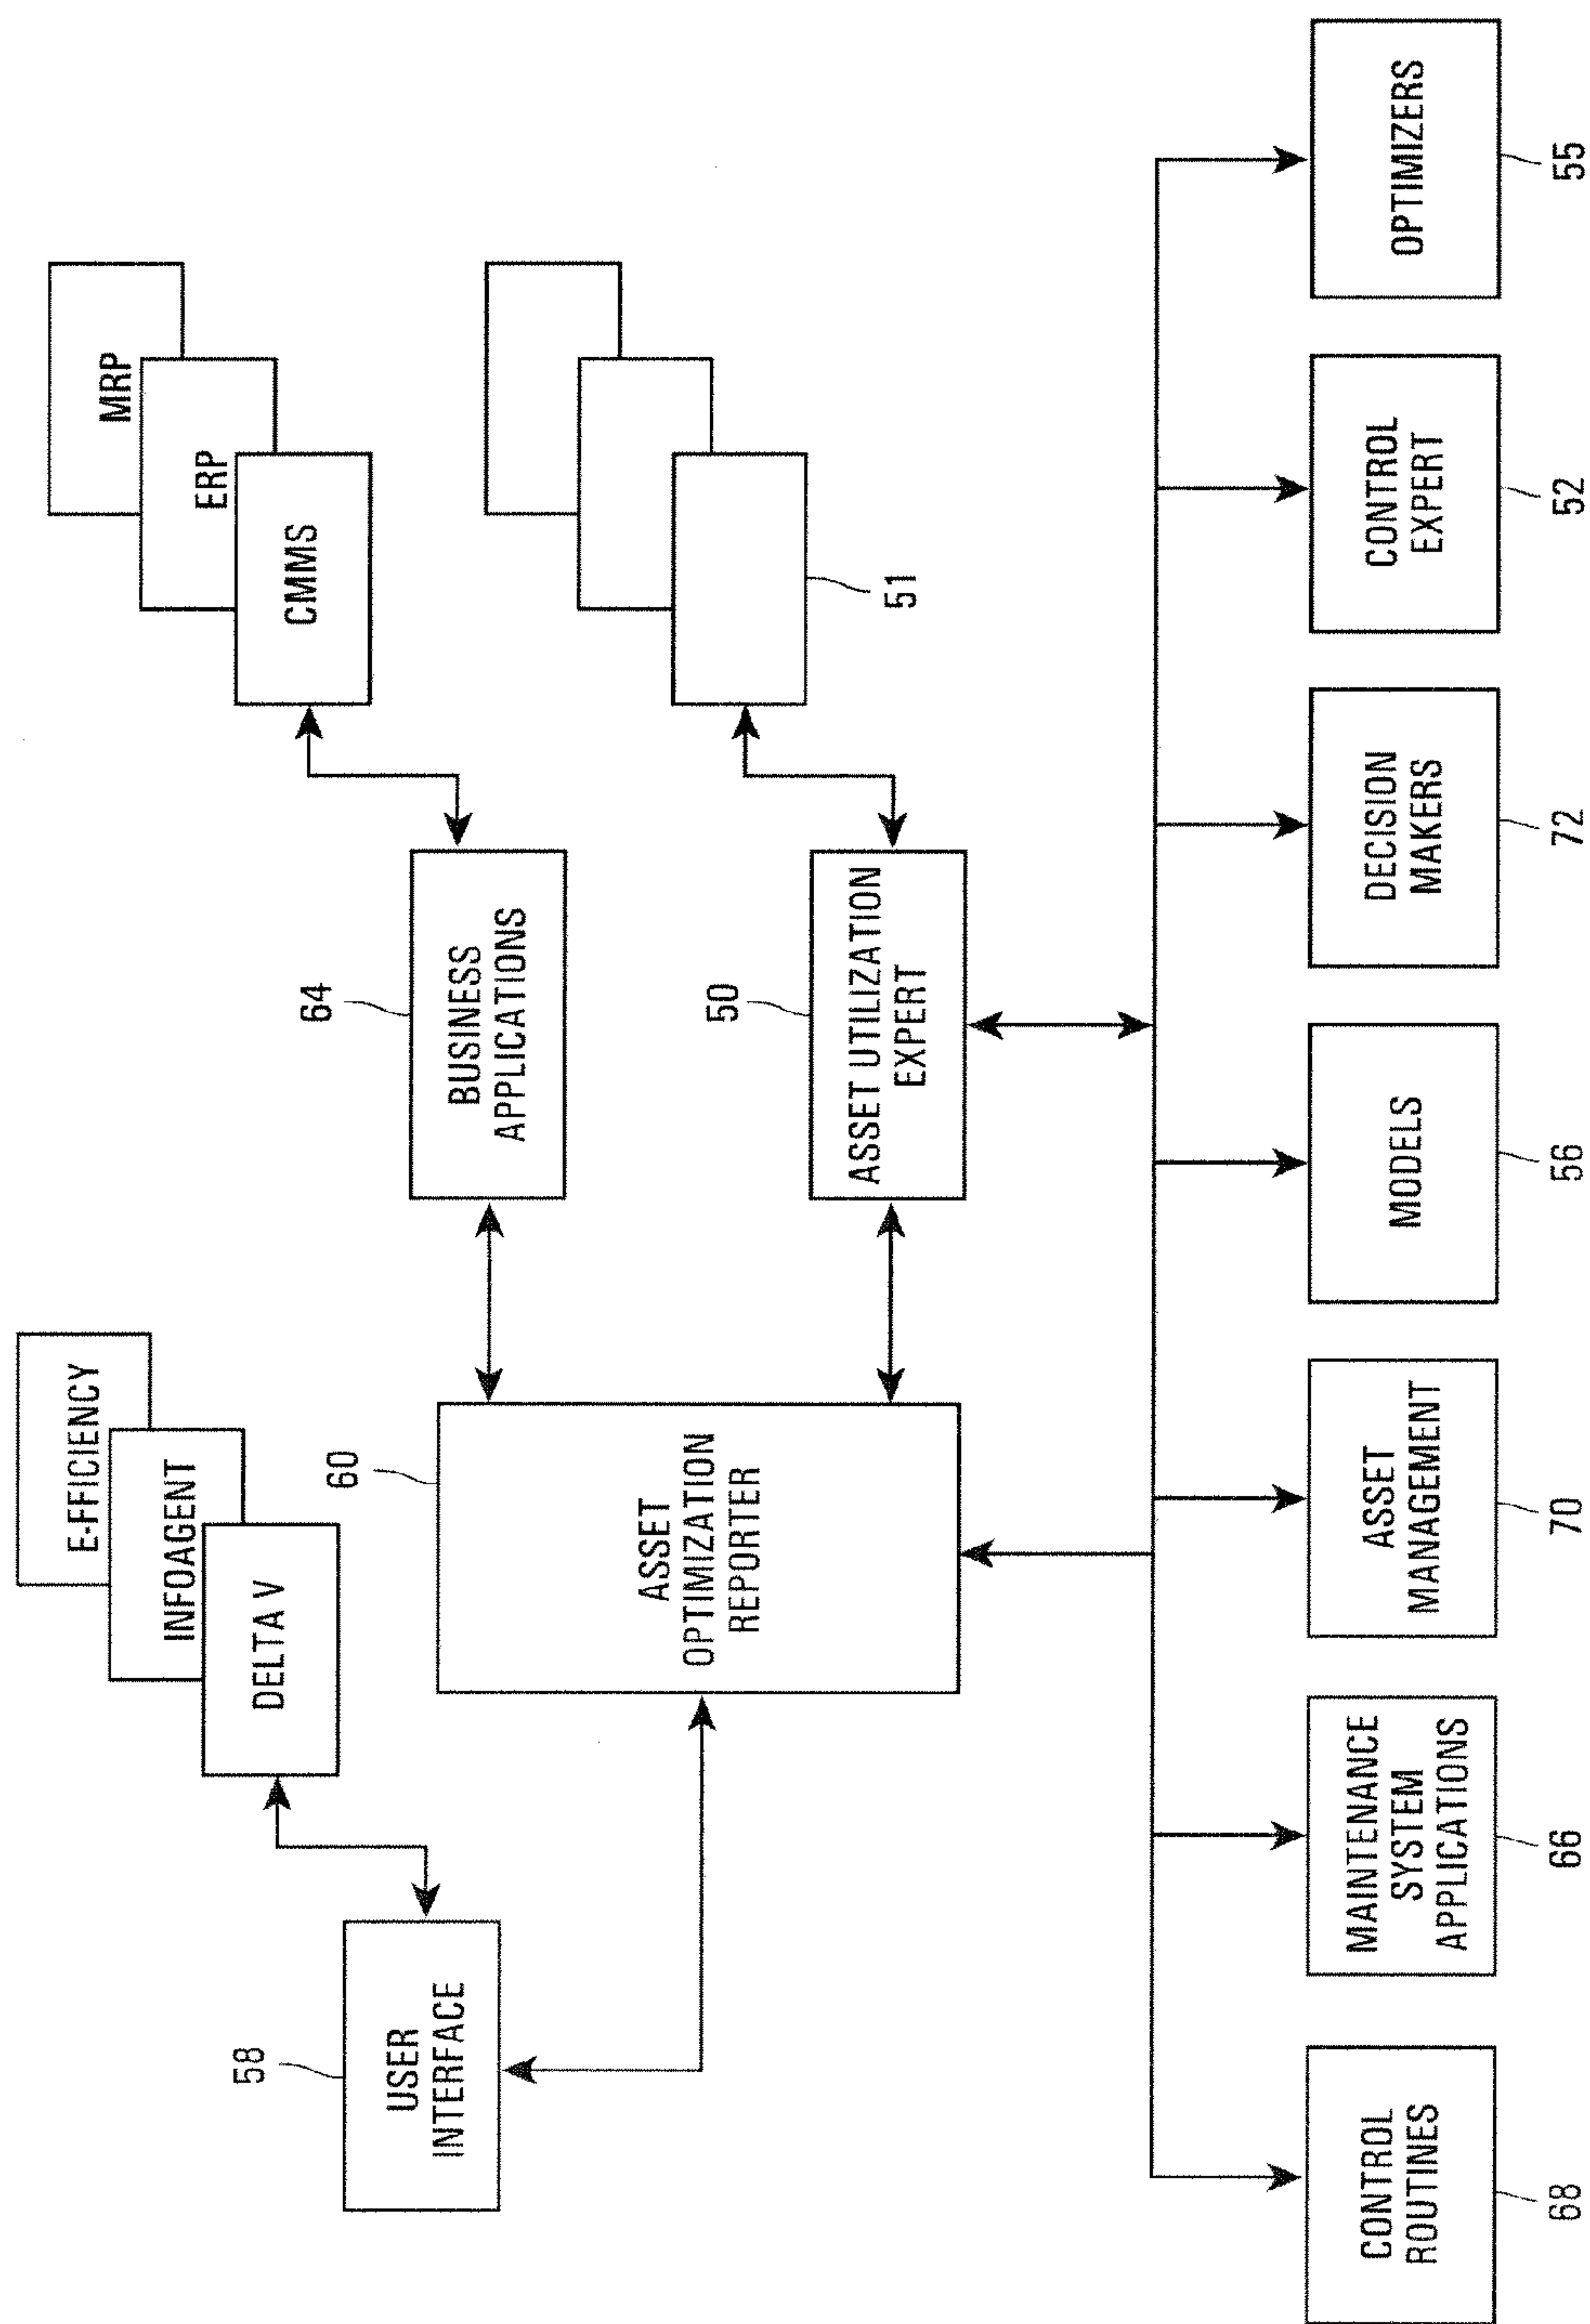 E-FFICIENCY
INFOAGENT
DELTA V
58
USER
INTERFACE
60
ASSET
OPTIMIZATION
REPORTER
MRP
ERP
CMMS
64
BUSINESS
APPLICATIONS
51
50
ASSET UTILIZATION
EXPERT
CONTROL
ROUTINES
68
MAINTENANCE
SYSTEM
APPLICATIONS
66
ASSET
MANAGEMENT
70
MODELS
56
DECISION
MAKERS
72
CONTROL
EXPERT
52
OPTIMIZERS
55